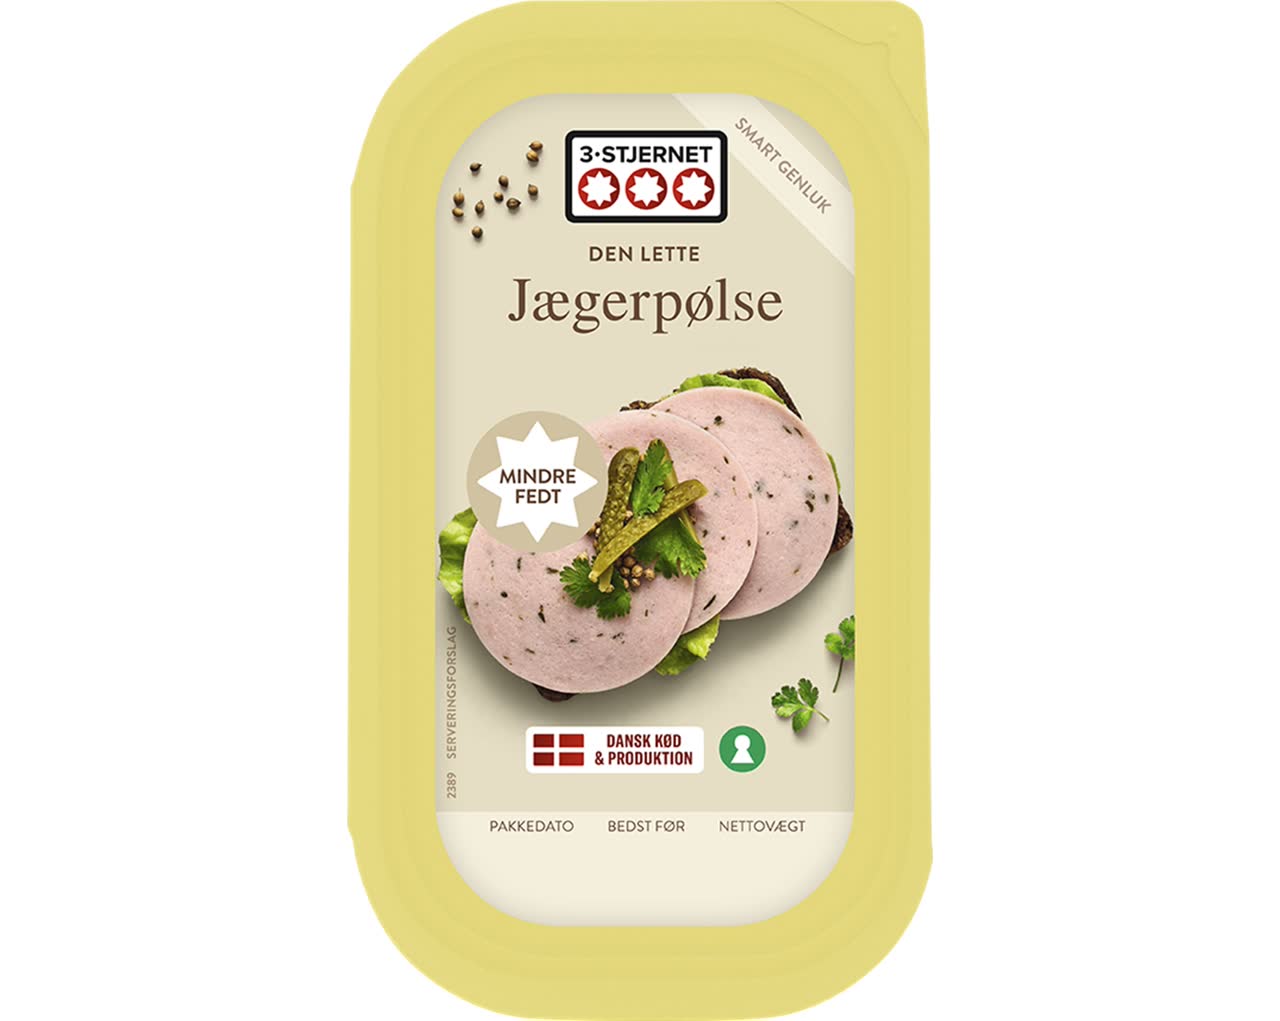 3·STJERNET
SMART GENLUK
DEN LETTE
Jægerpølse
MINDRE
FEDT
2389 SERVERINGSFORSLAG
DANSK KØD
& PRODUKTION
PAKKEDATO BEDST FØR NETTOVÆGT